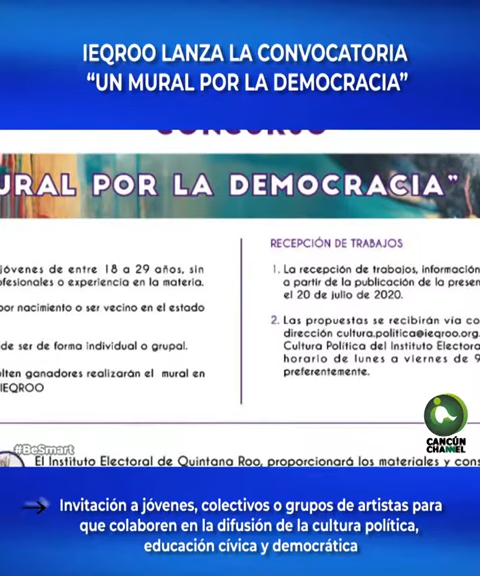 IEQROO LANZA LA CONVOCATORIA
“UN MURAL POR LA DEMOCRACIA”
CONCURSO
URAL POR LA DEMOCRACIA”
jóvenes de entre 18 a 29 años, sin
ofesionales o experiencia en la materia.
por nacimiento o ser vecino en el estado
de ser de forma individual o grupal.
lten ganadores realizarán el mural en
IEQROO
RECEPCIÓN DE TRABAJOS
1. La recepción de trabajos, información
a partir de la publicación de la presen
el 20 de julio de 2020.
2. Las propuestas se recibirán vía co
dirección cultura.politica@ieqroo.org.
Cultura Política del Instituto Electora
horario de lunes a viernes de 9
preferentemente.
CANCÚN
CHANNEL
#BeSmart
El Instituto Electoral de Quintana Roo, proporcionará los materiales y cons
Invitación a jóvenes, colectivos o grupos de artistas para
que colaboren en la difusión de la cultura política,
educación cívica y democrática